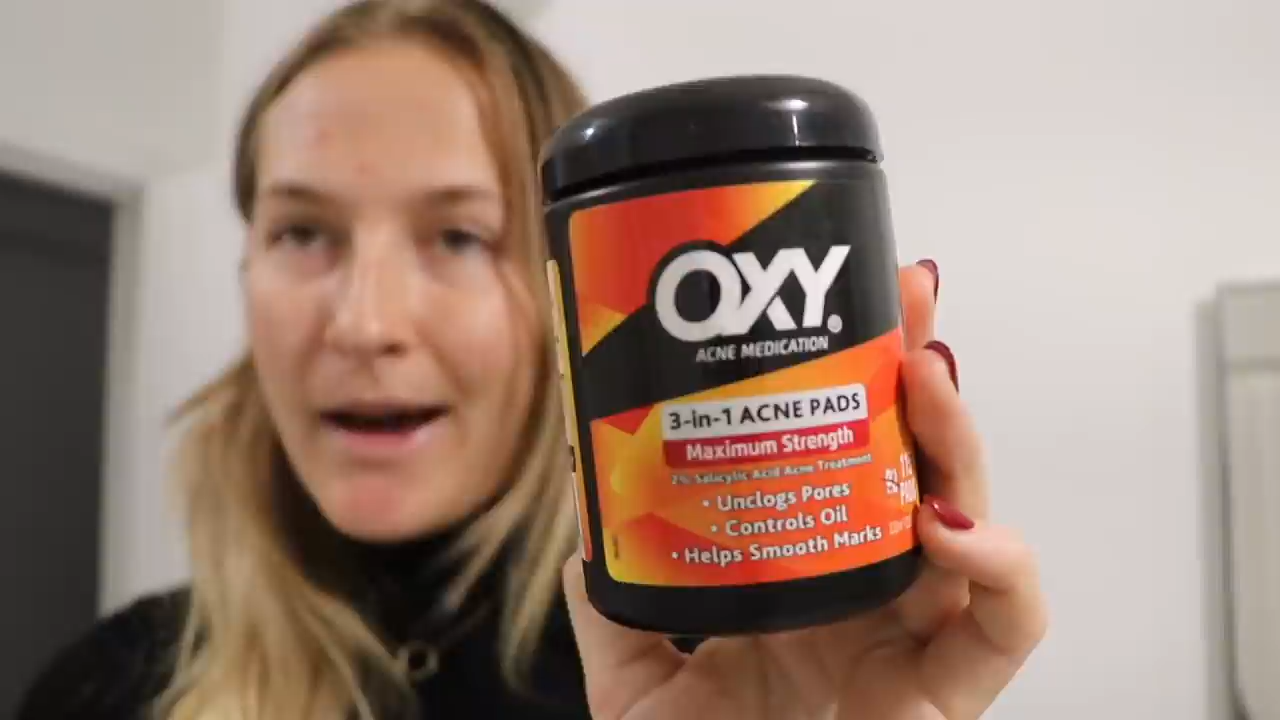 OXY®
ACNE MEDICATION
3-in-1 ACNE PADS
Maximum Strength
2% Salicylic Acid Acne Treatment
• Unclogs Pores
• Controls Oil
• Helps Smooth Marks